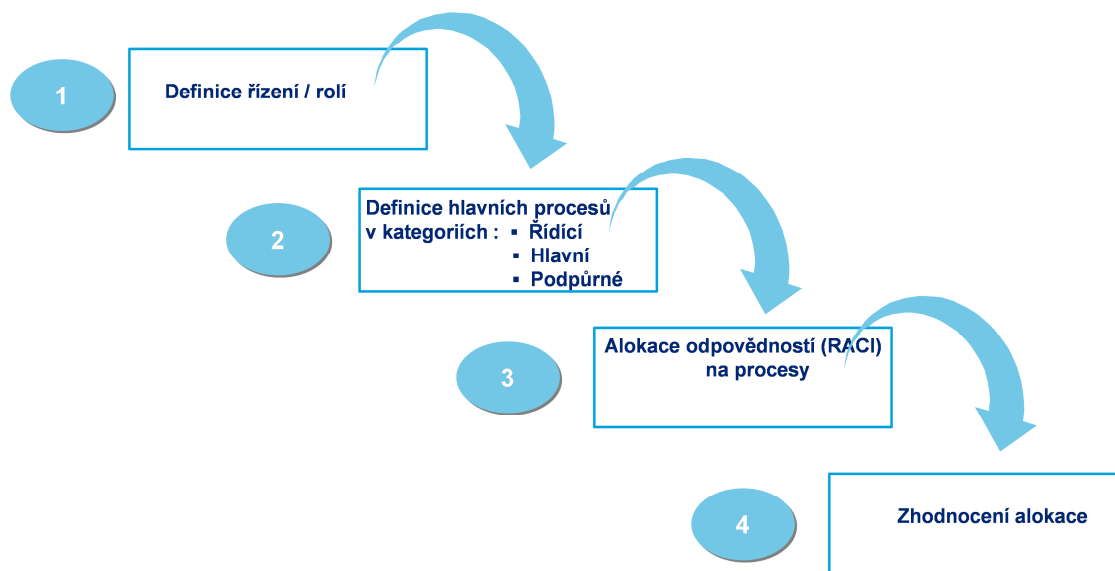 1
Definice řízení / rolí
2
Definice hlavních procesů
v kategoriích : ▪ Řídící
▪ Hlavní
▪ Podpůrné
3
Alokace odpovědností (RACI)
na procesy
4
Zhodnocení alokace